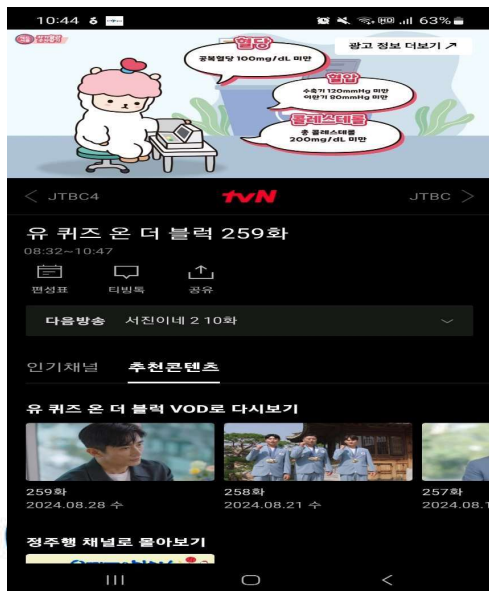 10:44
63%
혈당
광고 정보 더보기
공복혈당 100mg/dL 미만
혈압
수축기 120mmHg 미만
이완기 80mmHg 미만
콜레스테롤
총 콜레스테롤
200mg/dL 미만
< JTBC4
tvN
JTBC >
유 퀴즈 온 더 블럭 259화
08:32~10:47
편성표
티빙톡
공유
다음방송 서진이네 2 10화
인기채널
추천콘텐츠
유 퀴즈 온 더 블럭 VOD로 다시보기
259화
2024.08.28 수
258화
2024.08.21 수
257화
2024.08.1
정주행 채널로 몰아보기